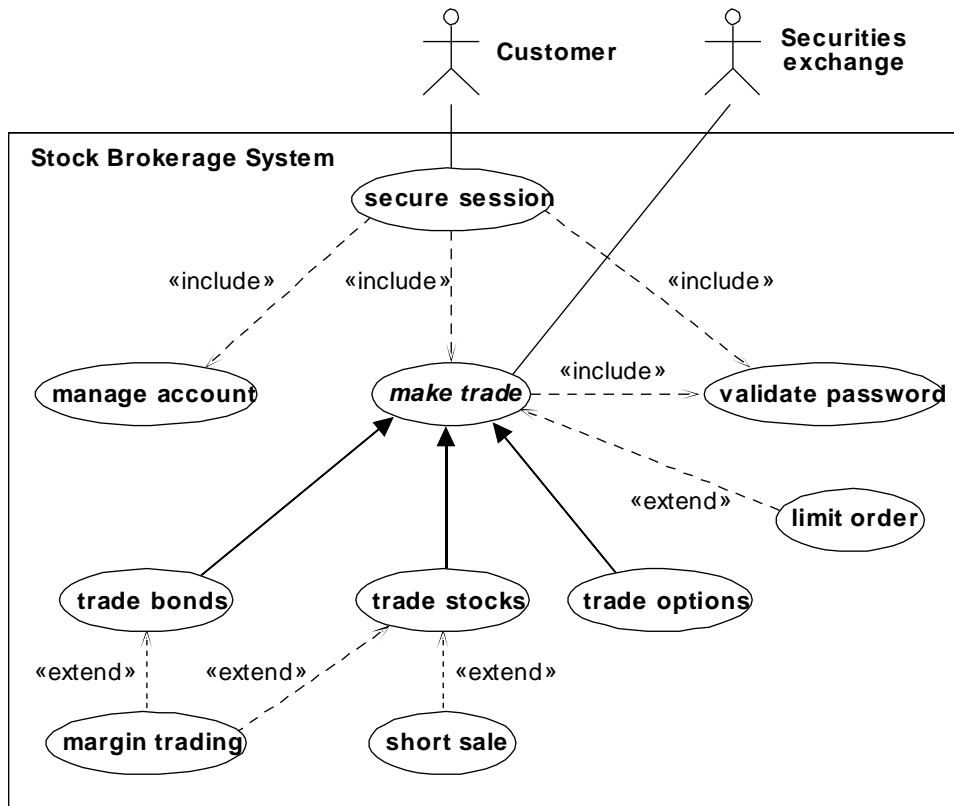 Customer
Securities
exchange
Stock Brokerage System
secure session
«include»
«include»
«include»
manage account
make trade
«include»
validate password
«extend»
limit order
trade bonds
trade stocks
trade options
«extend»
«extend»
«extend»
margin trading
short sale